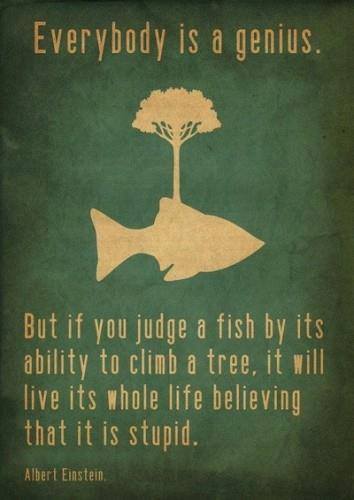 Everybody is a genius.
But if you judge a fish by its
ability to climb a tree, it will
live its whole life believing
that it is stupid.
Albert Einstein.